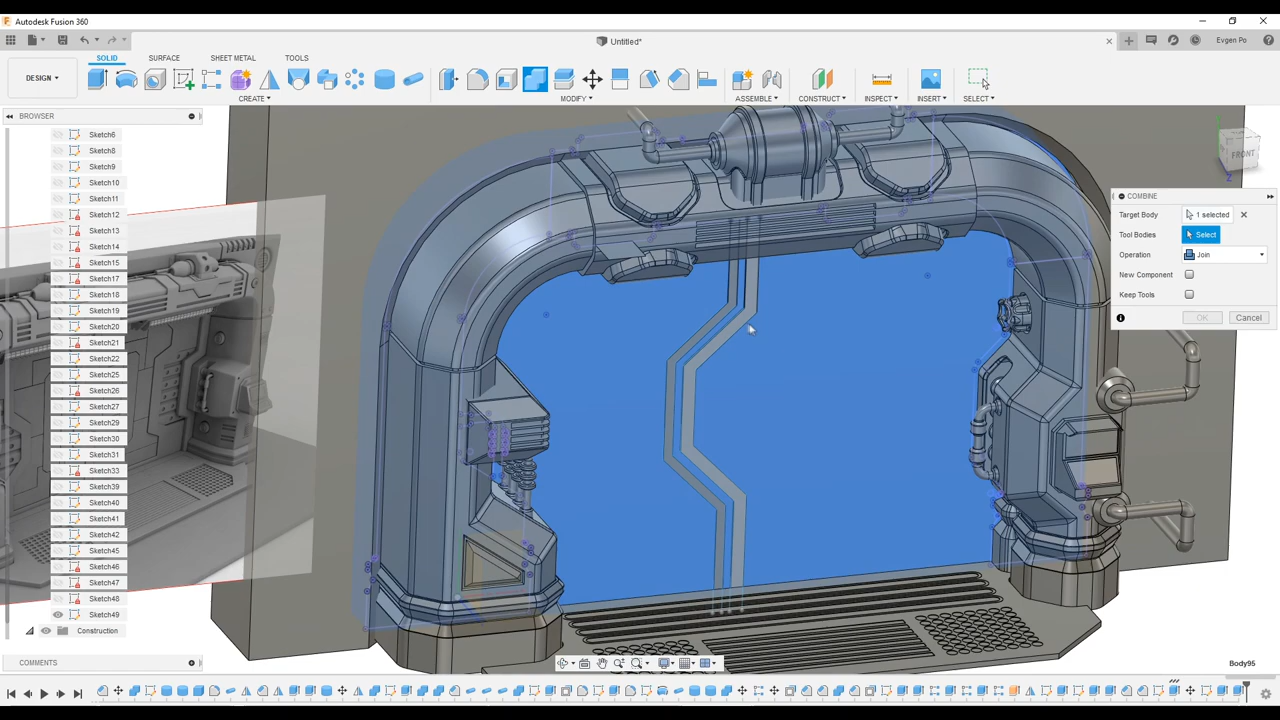 Autodesk Fusion 360
Untitled*
Evgen Po
DESIGN
SOLID SURFACE SHEET METAL TOOLS
CREATE MODIFY ASSEMBLE CONSTRUCT INSPECT INSERT SELECT
BROWSER
Sketch6
Sketch8
Sketch9
Sketch10
Sketch11
Sketch12
Sketch13
Sketch14
Sketch15
Sketch17
Sketch18
Sketch19
Sketch20
Sketch21
Sketch22
Sketch25
Sketch26
Sketch27
Sketch29
Sketch30
Sketch31
Sketch33
Sketch39
Sketch40
Sketch41
Sketch42
Sketch45
Sketch46
Sketch47
Sketch48
Sketch49
Construction
COMMENTS
FRONT
COMBINE
Target Body 1 selected
Tool Bodies Select
Operation Join
New Component
Keep Tools
OK Cancel
Body95